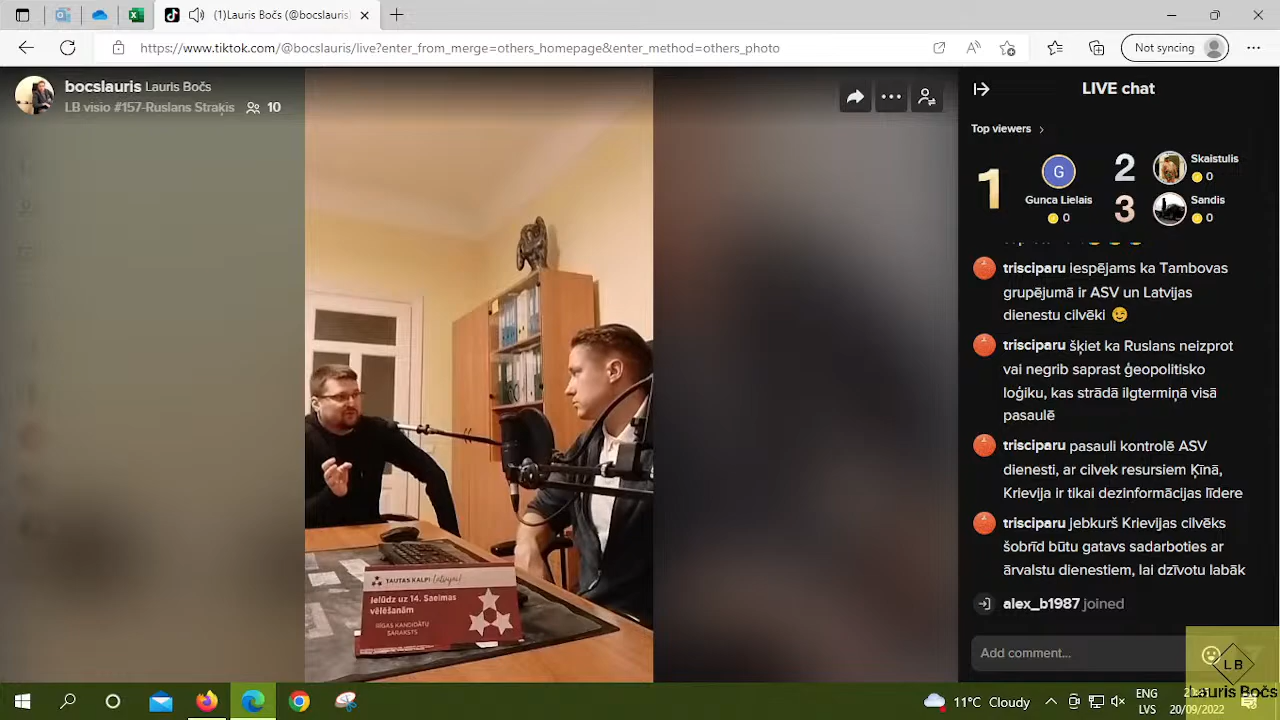 (1)Lauris Bočs (@bocslauris
https://www.tiktok.com/@bocslauris/live?enter_from_merge=others_homepage&enter_method=others_photo
Not syncing
bocslauris Lauris Bočs
LB visio #157-Ruslans Straķis 10
LIVE chat
Top viewers
1
G
Gunca Lielais
0
2
Skaistulis
0
3
Sandis
0
trisciparu Iespējams ka Tambovas
grupējumā ir ASV un Latvijas
dienestu cilvēki 😉
trisciparu šķiet ka Ruslans neizprot
vai negrib saprast ģeopolitisko
loģiku, kas strādā ilgtermiņā visā
pasaulē
trisciparu pasauli kontrolē ASV
dienesti, ar cilvek resursiem Ķīnā,
Krievija ir tikai dezinformācijas līdere
trisciparu jebkurš Krievijas cilvēks
šobrīd būtu gatavs sadarboties ar
ārvalstu dienestiem, lai dzīvotu labāk
alex_b1987 joined
Add comment...
TAUTAS KALPI Latvijai
Ielūdz uz 14. Saeimas
vēlēšanām
RĪGAS KANDIDĀTU
SARAKSTS
LB
Lauris Bočs
11°C Cloudy
ENG
LVS
20/09/2022